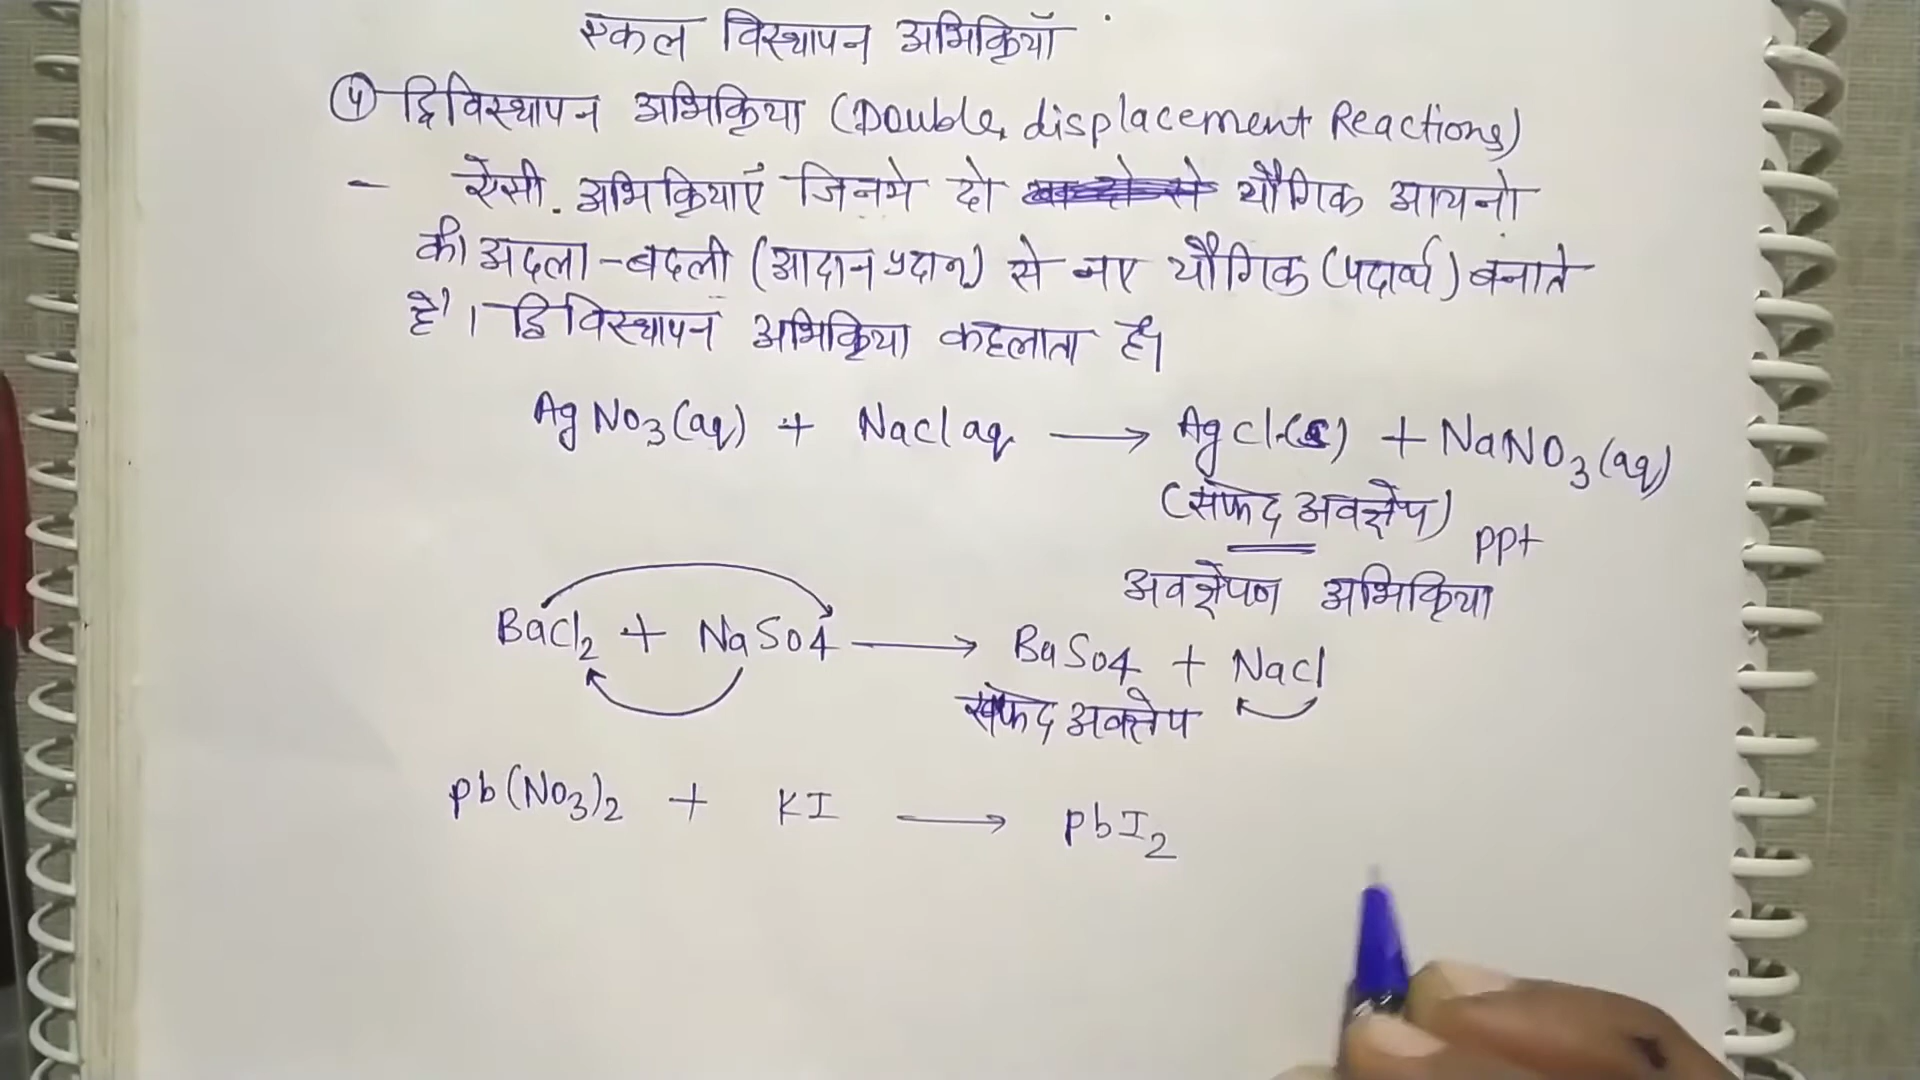 एकल विस्थापन अभिक्रियाँ
४ द्विविस्थापन अभिक्रिया (Double displacement Reactions)
- ऐसी अभिक्रियाएँ जिनमे दो यौगिक आयनो
की अदला-बदली (आदान प्रदान) से नए यौगिक (पदार्थ) बनाते
है। द्विविस्थापन अभिक्रिया कहलाता है।
AgNO3(aq) + NaCl aq → AgCl(s) + NaNO3(aq)
(सफेद अवक्षेप) ppt
अवक्षेपण अभिक्रिया
BaCl2 + NaSO4 → BaSO4 + NaCl
सफेद अवक्षेप
pb(NO3)2 + KI → pbI2